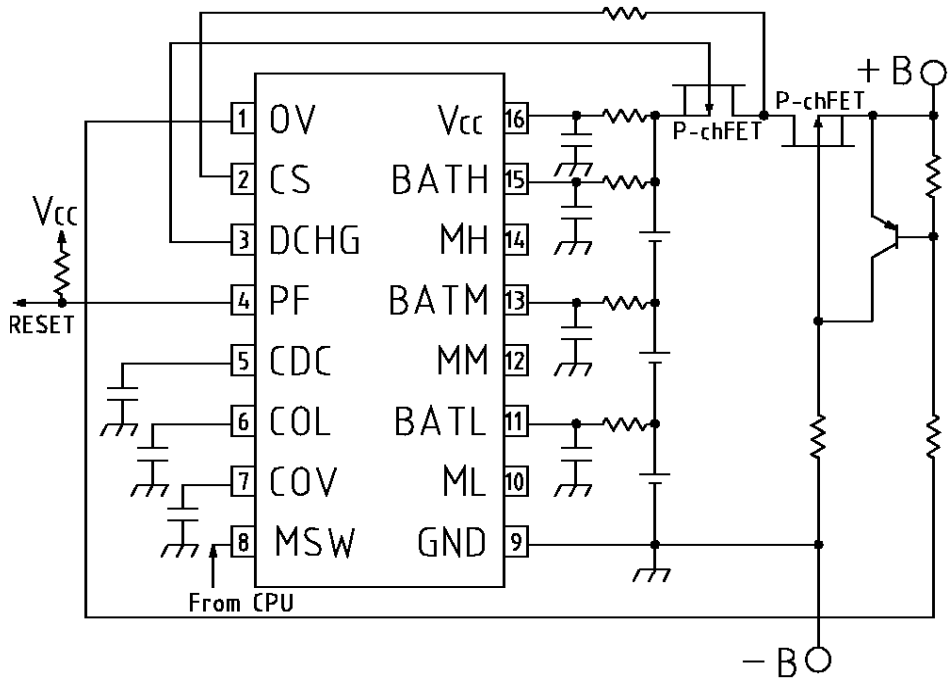 + B
P-chFET
P-chFET
1 OV
Vcc 16
2 CS
BATH 15
Vcc
3 DCHG
MH 14
4 PF
BATM 13
RESET
5 CDC
MM 12
6 COL
BATL 11
7 COV
ML 10
8 MSW
GND 9
From CPU
− B